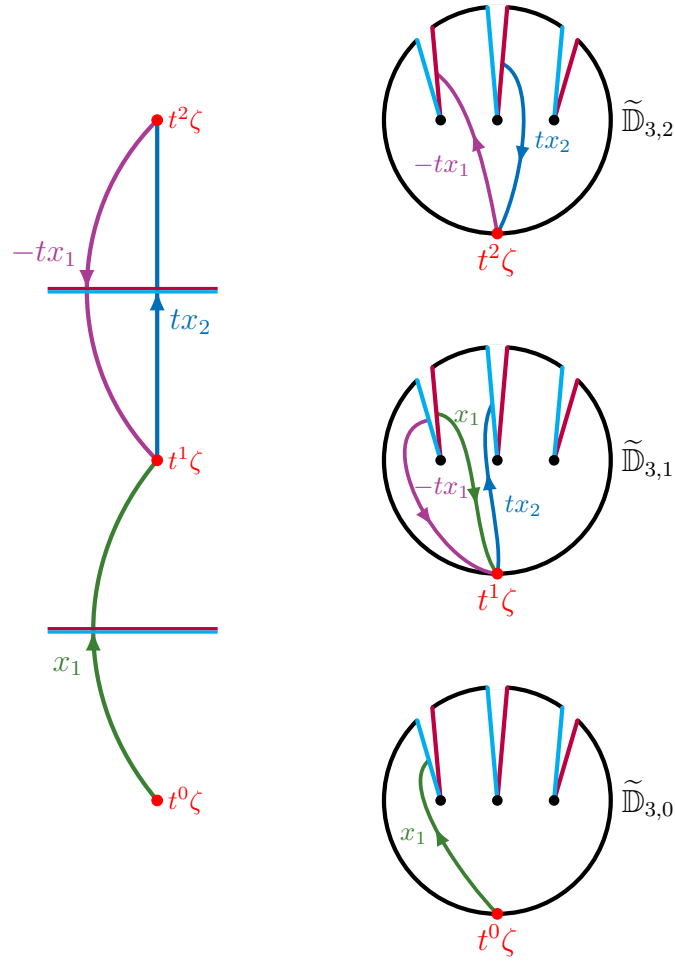 t²ζ
−tx₁
tx₂
t¹ζ
x₁
t⁰ζ
−tx₁
tx₂
𝔻̃₃,₂
t²ζ
x₁
−tx₁
tx₂
𝔻̃₃,₁
t¹ζ
x₁
𝔻̃₃,₀
t⁰ζ